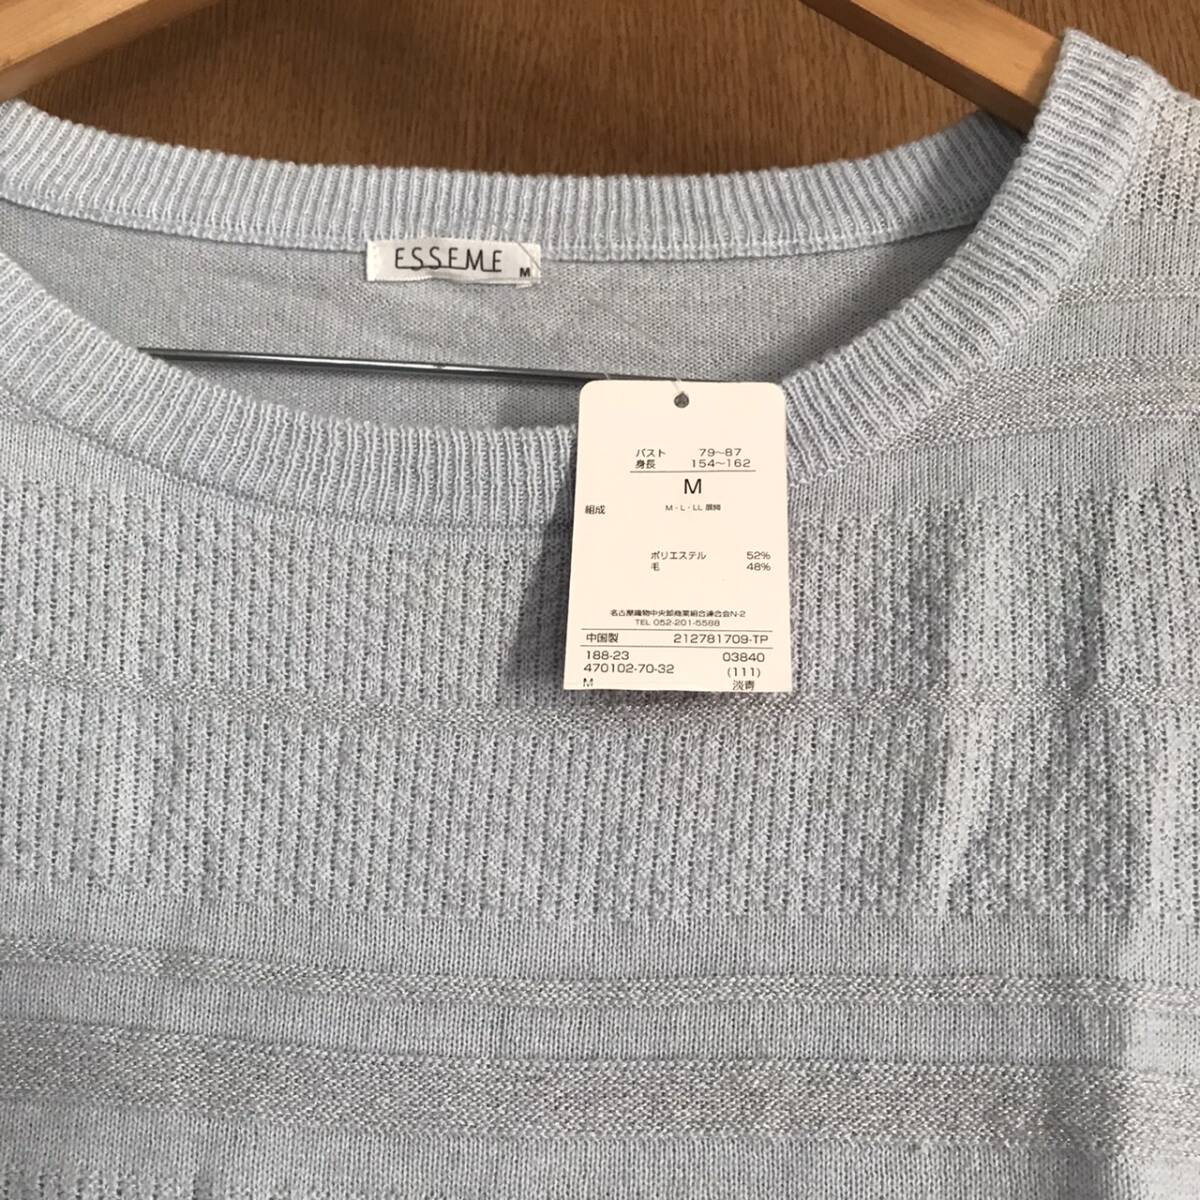 ESSEME
M
バスト 79~87
身長 154~162
M
組成 M・L・LL 展開
ポリエステル 52%
毛 48%
名古屋織物中央卸商業組合連合会N-2
TEL 052-201-5588
中国製 212781709-TP
188-23 03840
470102-70-32 (111)
M 淡青